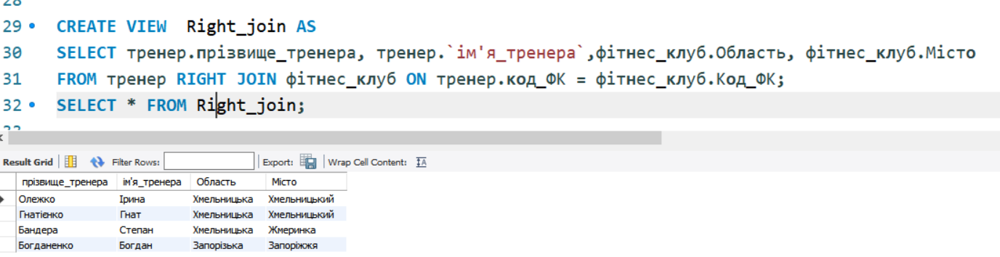 28
29 CREATE VIEW  Right_join AS
30 SELECT тренер.прізвище_тренера, тренер.`ім'я_тренера`,фітнес_клуб.Область, фітнес_клуб.Місто
31 FROM тренер RIGHT JOIN фітнес_клуб ON тренер.код_ФК = фітнес_клуб.Код_ФК;
32 SELECT * FROM Right_join;
Result Grid Filter Rows: Export: Wrap Cell Content:
прізвище_тренера ім'я_тренера Область Місто
Олежко Ірина Хмельницька Хмельницький
Гнатієнко Гнат Хмельницька Хмельницький
Бандера Степан Хмельницька Жмеринка
Богданенко Богдан Запорізька Запоріжжя